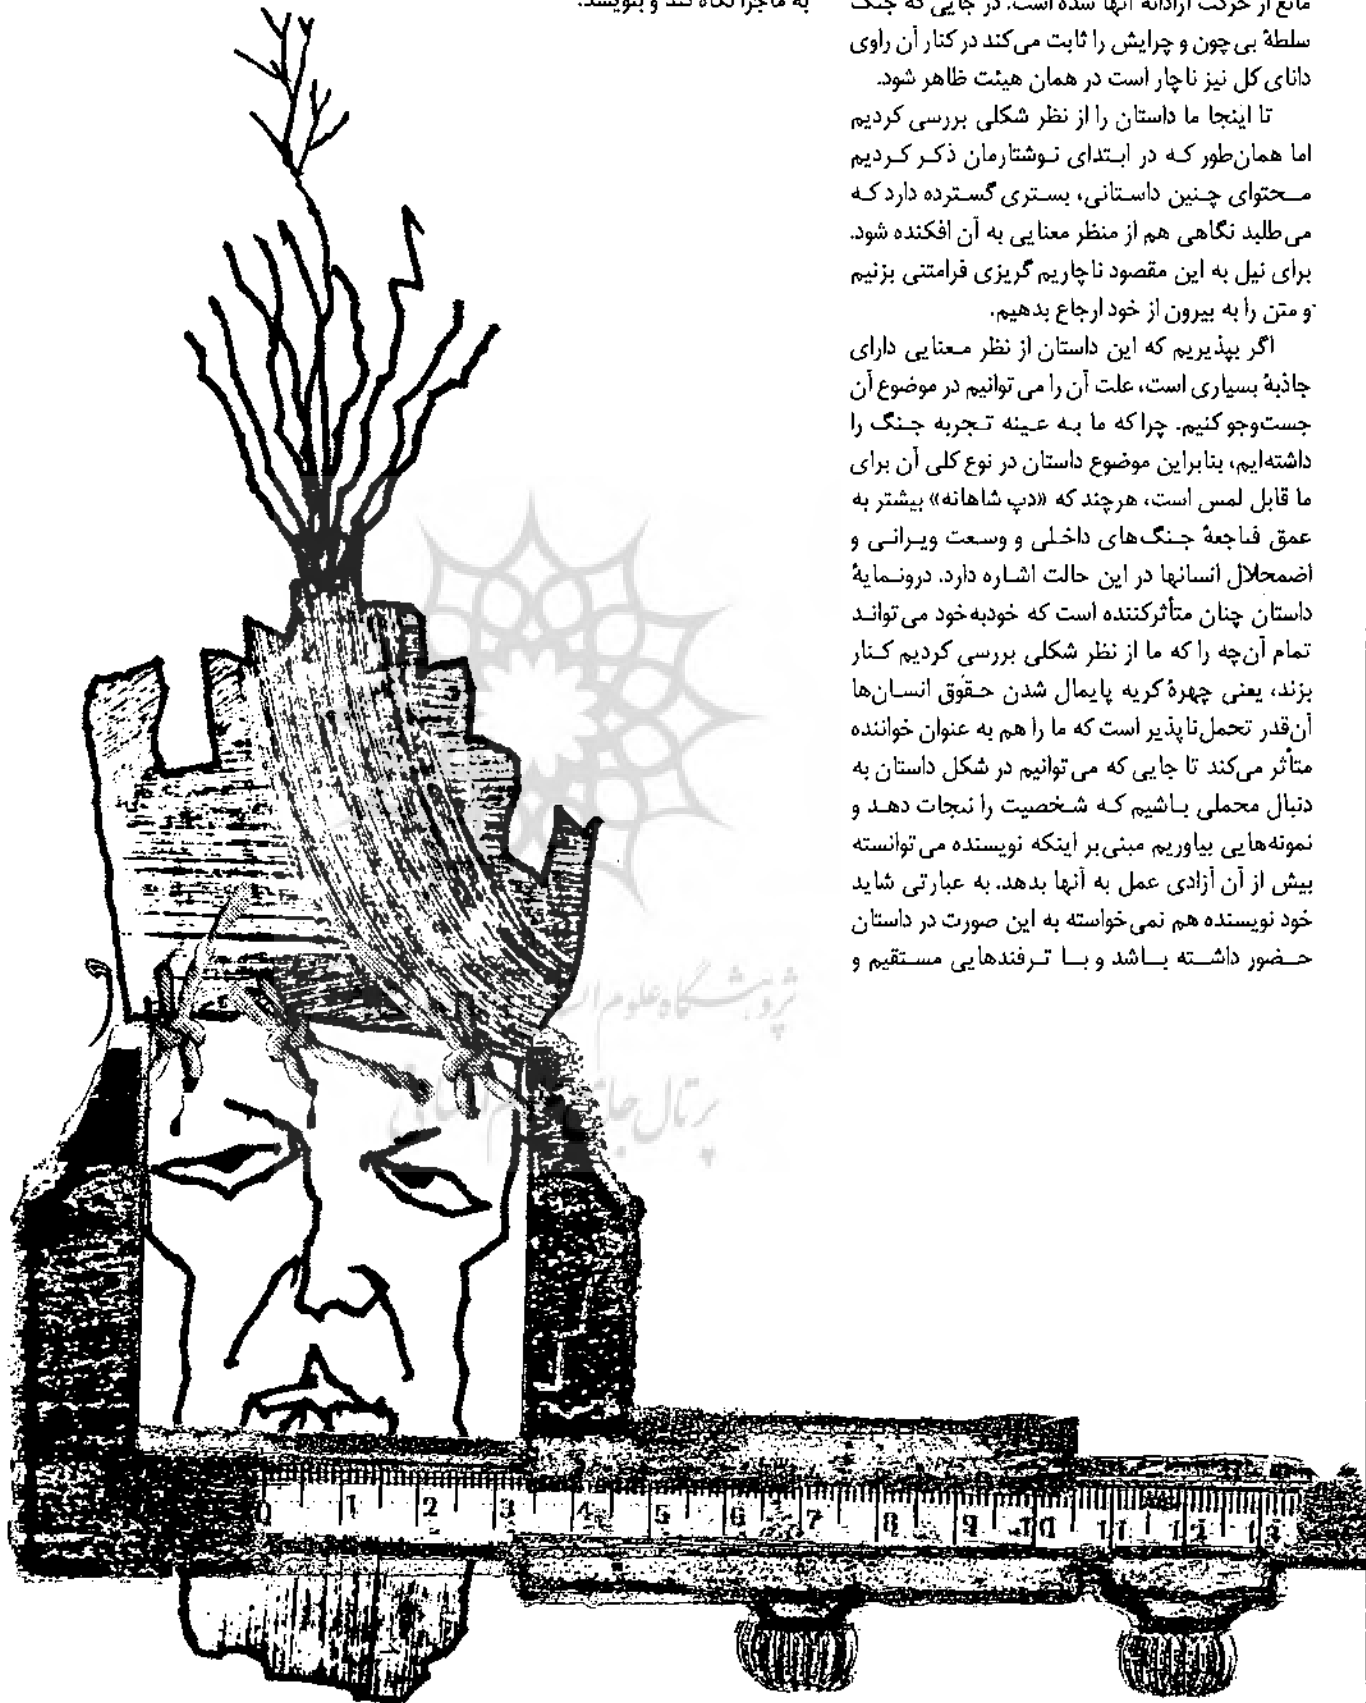 مانع از حرکت آزادانه آنها شده است. در جایی که جنگ
سلطهٔ بی‌چون و چرایش را ثابت می‌کند در کنار آن راوی
دانای کل نیز ناچار است در همان هیئت ظاهر شود.
تا اینجا ما داستان را از نظر شکلی بررسی کردیم
اما همان‌طور که در ابتدای نوشتارمان ذکر کردیم
محتوای چنین داستانی، بستری گسترده دارد که
می‌طلبد نگاهی هم از منظر معنایی به آن افکنده شود.
برای نیل به این مقصود ناچاریم گریزی فرامتنی بزنیم
و متن را به بیرون از خود ارجاع بدهیم.
اگر بپذیریم که این داستان از نظر معنایی دارای
جاذبهٔ بسیاری است، علت آن را می‌توانیم در موضوع آن
جست‌وجو کنیم. چرا که ما به عینه تجربه جنگ را
داشته‌ایم، بنابراین موضوع داستان در نوع کلی آن برای
ما قابل لمس است، هرچند که «دپ شاهانه» بیشتر به
عمق فاجعهٔ جنگ‌های داخلی و وسعت ویرانی و
اضمحلال انسانها در این حالت اشاره دارد. درونمایهٔ
داستان چنان متأثرکننده است که خودبه‌خود می‌تواند
تمام آن‌چه را که ما از نظر شکلی بررسی کردیم کنار
بزند، یعنی چهرهٔ کریه پایمال شدن حقوق انسان‌ها
آن‌قدر تحمل‌ناپذیر است که ما را هم به عنوان خواننده
متأثر می‌کند تا جایی که می‌توانیم در شکل داستان به
دنبال محملی باشیم که شخصیت را نجات دهد و
نمونه‌هایی بیاوریم مبنی‌بر اینکه نویسنده می‌توانسته
بیش از آن آزادی عمل به آنها بدهد. به عبارتی شاید
خود نویسنده هم نمی‌خواسته به این صورت در داستان
حضور داشته باشد و با ترفندهایی مستقیم و
به ماجرا نگاه کند و بنویسد.
پژوهشگاه علوم
پرتال جامع
0 1 2 3 4 5 6 7 8 9 10 11 12 13